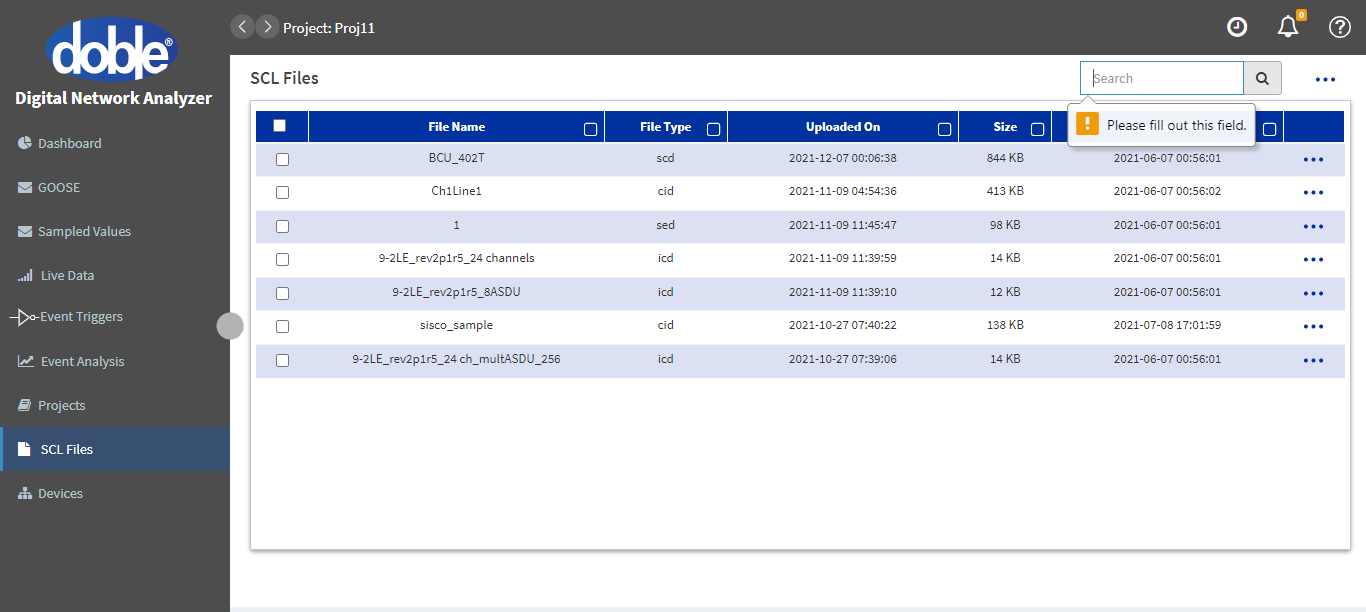 doble®
Digital Network Analyzer
Dashboard
GOOSE
Sampled Values
Live Data
Event Triggers
Event Analysis
Projects
SCL Files
Devices
Project: Proj11
0
SCL Files
Search
Please fill out this field.
File Name File Type Uploaded On Size
BCU_402T scd 2021-12-07 00:06:38 844 KB 2021-06-07 00:56:01
Ch1Line1 cid 2021-11-09 04:54:36 413 KB 2021-06-07 00:56:02
1 sed 2021-11-09 11:45:47 98 KB 2021-06-07 00:56:01
9-2LE_rev2p1r5_24 channels icd 2021-11-09 11:39:59 14 KB 2021-06-07 00:56:01
9-2LE_rev2p1r5_8ASDU icd 2021-11-09 11:39:10 12 KB 2021-06-07 00:56:01
sisco_sample cid 2021-10-27 07:40:22 138 KB 2021-07-08 17:01:59
9-2LE_rev2p1r5_24 ch_multASDU_256 icd 2021-10-27 07:39:06 14 KB 2021-06-07 00:56:01